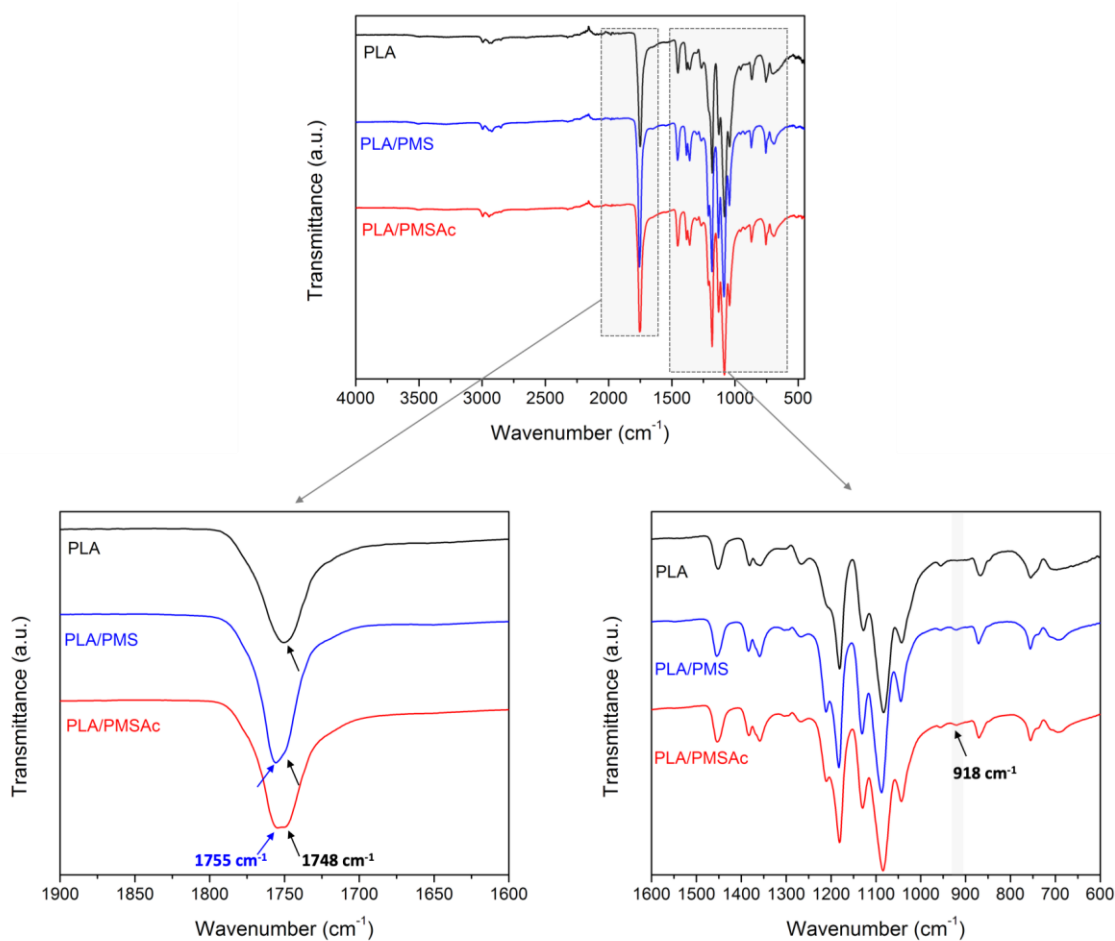 Transmittance (a.u.)
PLA
PLA/PMS
PLA/PMSAc
4000 3500 3000 2500 2000 1500 1000 500
Wavenumber (cm⁻¹)
Transmittance (a.u.)
PLA
PLA/PMS
PLA/PMSAc
1755 cm⁻¹
1748 cm⁻¹
1900 1850 1800 1750 1700 1650 1600
Wavenumber (cm⁻¹)
Transmittance (a.u.)
PLA
PLA/PMS
PLA/PMSAc
918 cm⁻¹
1600 1500 1400 1300 1200 1100 1000 900 800 700 600
Wavenumber (cm⁻¹)